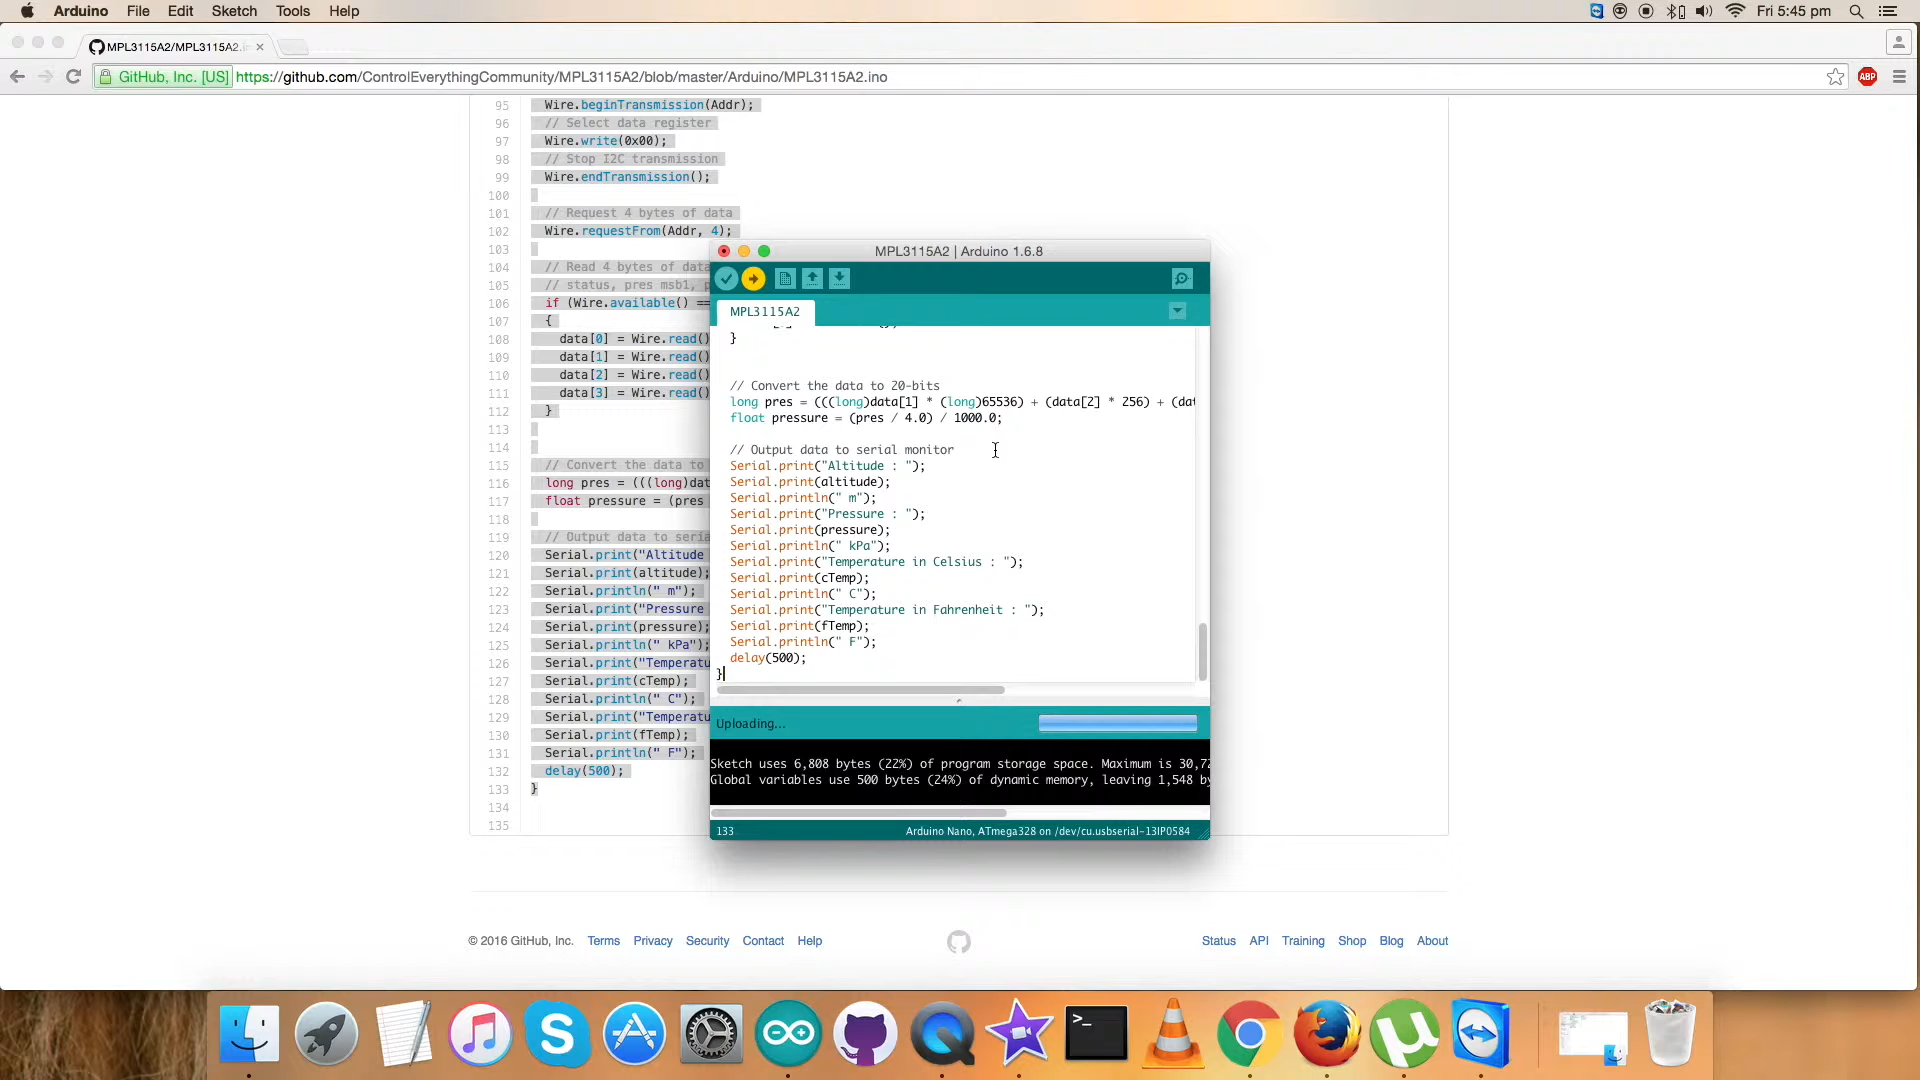 Arduino File Edit Sketch Tools Help
Fri 5:45 pm
MPL3115A2/MPL3115A2.i
GitHub, Inc. [US] https://github.com/ControlEverythingCommunity/MPL3115A2/blob/master/Arduino/MPL3115A2.ino
ABP
95 Wire.beginTransmission(Addr);
96 // Select data register
97 Wire.write(0x00);
98 // Stop I2C transmission
99 Wire.endTransmission();
100
101 // Request 4 bytes of data
102 Wire.requestFrom(Addr, 4);
103
104 // Read 4 bytes of data
105 // status, pres msb1, p
106 if (Wire.available() ==
107 {
108 data[0] = Wire.read()
109 data[1] = Wire.read()
110 data[2] = Wire.read()
111 data[3] = Wire.read()
112 }
113
114
115 // Convert the data to
116 long pres = (((long)dat
117 float pressure = (pres
118
119 // Output data to seria
120 Serial.print("Altitude
121 Serial.print(altitude);
122 Serial.println(" m");
123 Serial.print("Pressure
124 Serial.print(pressure);
125 Serial.println(" kPa");
126 Serial.print("Temperatu
127 Serial.print(cTemp);
128 Serial.println(" C");
129 Serial.print("Temperatu
130 Serial.print(fTemp);
131 Serial.println(" F");
132 delay(500);
133 }
134
135
MPL3115A2 | Arduino 1.6.8
MPL3115A2
}
// Convert the data to 20-bits
long pres = (((long)data[1] * (long)65536) + (data[2] * 256) + (dat
float pressure = (pres / 4.0) / 1000.0;
// Output data to serial monitor
Serial.print("Altitude : ");
Serial.print(altitude);
Serial.println(" m");
Serial.print("Pressure : ");
Serial.print(pressure);
Serial.println(" kPa");
Serial.print("Temperature in Celsius : ");
Serial.print(cTemp);
Serial.println(" C");
Serial.print("Temperature in Fahrenheit : ");
Serial.print(fTemp);
Serial.println(" F");
delay(500);
}
Uploading...
Sketch uses 6,808 bytes (22%) of program storage space. Maximum is 30,72
Global variables use 500 bytes (24%) of dynamic memory, leaving 1,548 by
133 Arduino Nano, ATmega328 on /dev/cu.usbserial-13IP0584
© 2016 GitHub, Inc. Terms Privacy Security Contact Help
Status API Training Shop Blog About